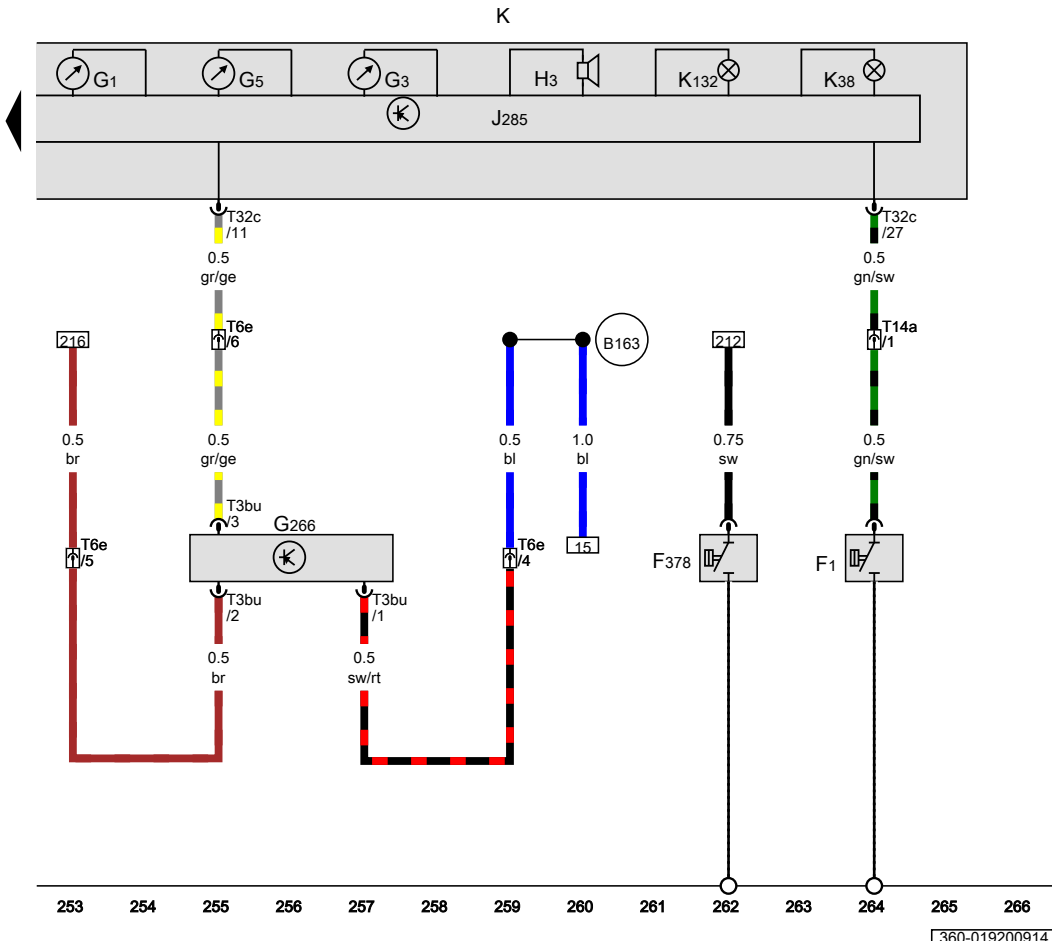 K
G1
G5
G3
H3
K132
K38
J285
T32c
/11
T32c
/27
0.5
gr/ge
0.5
gn/sw
216
T6e
/6
B163
212
T14a
/1
0.5
br
0.5
gr/ge
0.5
bl
1.0
bl
0.75
sw
0.5
gn/sw
T3bu
/3
G266
T6e
/5
T6e
/4
15
F378
F1
T3bu
/2
T3bu
/1
0.5
br
0.5
sw/rt
253 254 255 256 257 258 259 260 261 262 263 264 265 266
360-019200914